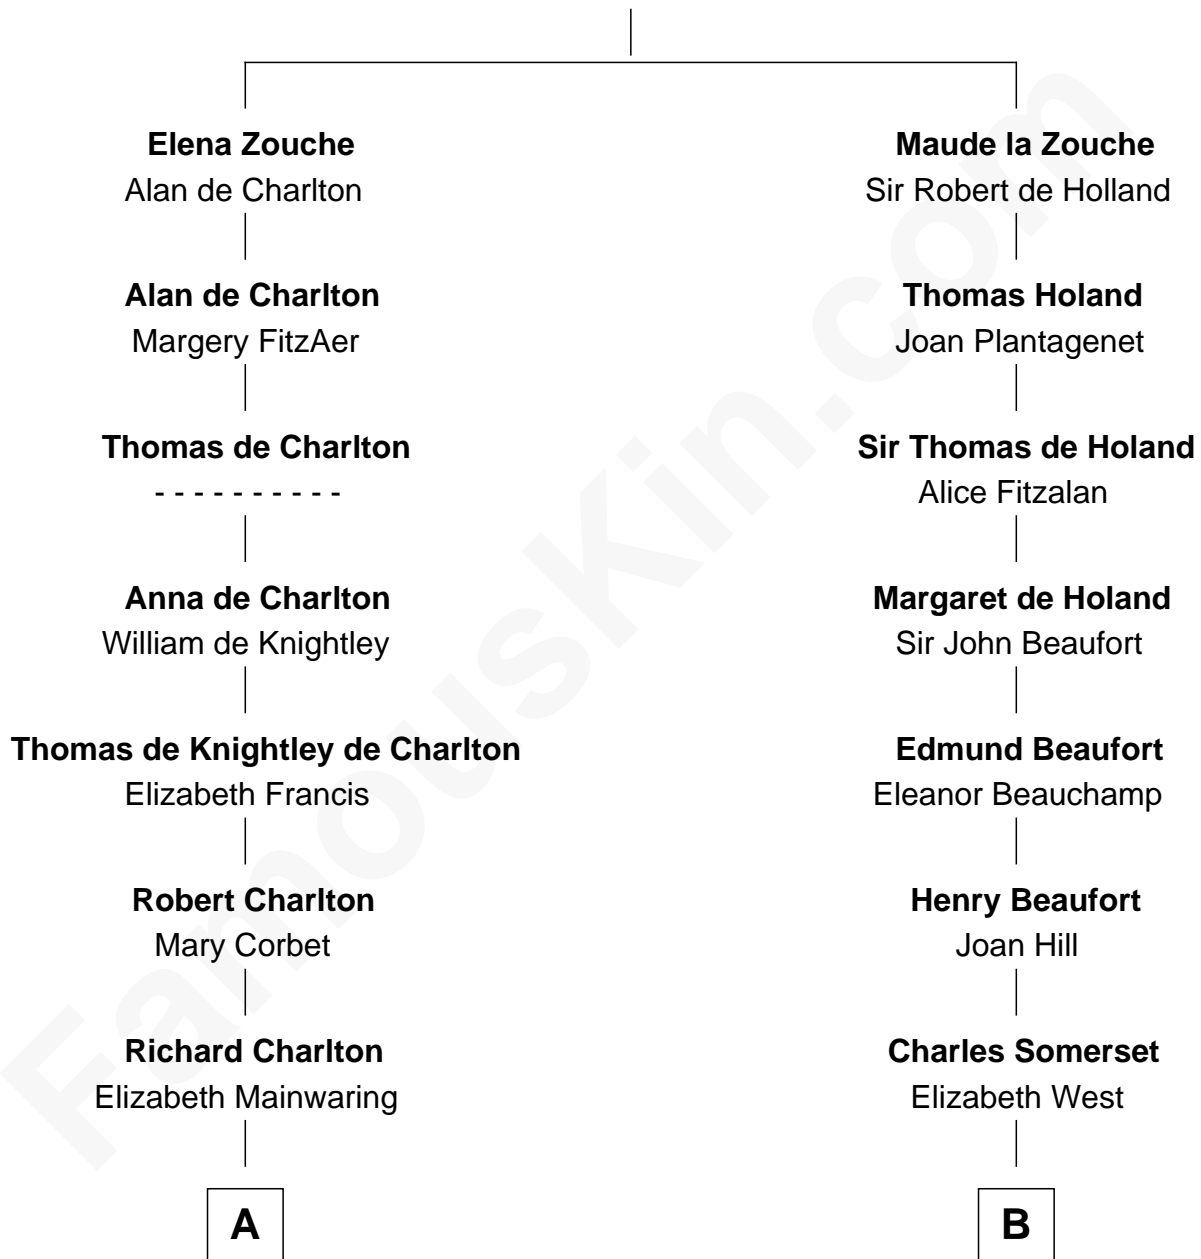 Elena Zouche
Alan de Charlton
Alan de Charlton
Margery FitzAer
Thomas de Charlton
- - - - - - - - - -
Anna de Charlton
William de Knightley
Thomas de Knightley de Charlton
Elizabeth Francis
Robert Charlton
Mary Corbet
Richard Charlton
Elizabeth Mainwaring
A
Maude la Zouche
Sir Robert de Holland
Thomas Holand
Joan Plantagenet
Sir Thomas de Holand
Alice Fitzalan
Margaret de Holand
Sir John Beaufort
Edmund Beaufort
Eleanor Beauchamp
Henry Beaufort
Joan Hill
Charles Somerset
Elizabeth West
B
FamousKin.com